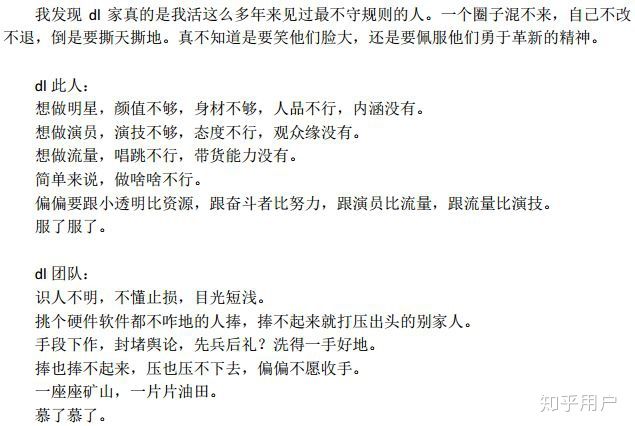 我发现 dl 家真的是我活这么多年来见过最不守规则的人。一个圈子混不来，自己不改
不退，倒是要撕天撕地。真不知道是要笑他们脸大，还是要佩服他们勇于革新的精神。
dl 此人：
想做明星，颜值不够，身材不够，人品不行，内涵没有。
想做演员，演技不够，态度不行，观众缘没有。
想做流量，唱跳不行，带货能力没有。
简单来说，做啥啥不行。
偏偏要跟小透明比资源，跟奋斗者比努力，跟演员比流量，跟流量比演技。
服了服了。
dl 团队：
识人不明，不懂止损，目光短浅。
挑个硬件软件都不咋地的人捧，捧不起来就打压出头的别家人。
手段下作，封堵舆论，先兵后礼？洗得一手好地。
捧也捧不起来，压也压不下去，偏偏不愿收手。
一座座矿山，一片片油田。
慕了慕了。
知乎用户